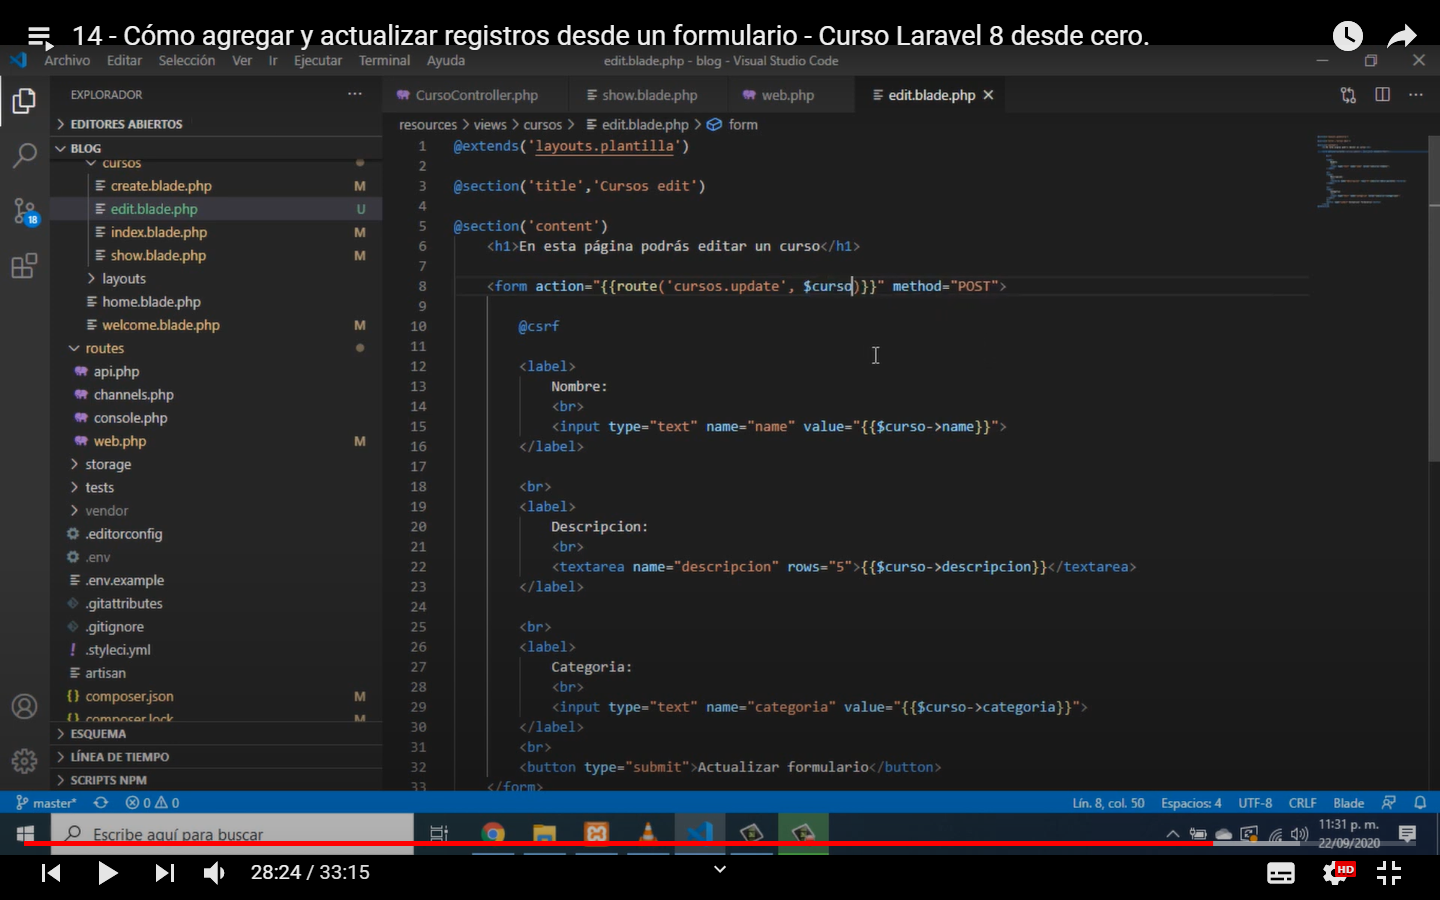 14 - Cómo agregar y actualizar registros desde un formulario - Curso Laravel 8 desde cero.
Archivo Editar Selección Ver Ir Ejecutar Terminal Ayuda
edit.blade.php - blog - Visual Studio Code
EXPLORADOR
EDITORES ABIERTOS
BLOG
cursos
create.blade.php M
edit.blade.php U
index.blade.php M
show.blade.php M
layouts
home.blade.php
welcome.blade.php M
routes
api.php
channels.php
console.php
web.php M
storage
tests
vendor
.editorconfig
.env
.env.example
.gitattributes
.gitignore
.styleci.yml
artisan
composer.json M
composer.lock M
ESQUEMA
LÍNEA DE TIEMPO
SCRIPTS NPM
18
CursoController.php show.blade.php web.php edit.blade.php
resources > views > cursos > edit.blade.php > form
1 @extends('layouts.plantilla')
2
3 @section('title','Cursos edit')
4
5 @section('content')
6 <h1>En esta página podrás editar un curso</h1>
7
8 <form action="{{route('cursos.update', $curso)}}" method="POST">
9
10 @csrf
11
12 <label>
13 Nombre:
14 <br>
15 <input type="text" name="name" value="{{$curso->name}}">
16 </label>
17
18 <br>
19 <label>
20 Descripcion:
21 <br>
22 <textarea name="descripcion" rows="5">{{$curso->descripcion}}</textarea>
23 </label>
24
25 <br>
26 <label>
27 Categoria:
28 <br>
29 <input type="text" name="categoria" value="{{$curso->categoria}}">
30 </label>
31 <br>
32 <button type="submit">Actualizar formulario</button>
33 </form>
master* 0 0
Lín. 8, col. 50 Espacios: 4 UTF-8 CRLF Blade
Escribe aquí para buscar
11:31 p. m.
22/09/2020
28:24 / 33:15
HD